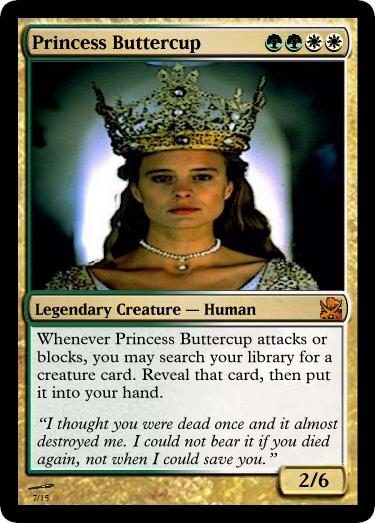 Princess Buttercup
Legendary Creature — Human
Whenever Princess Buttercup attacks or
blocks, you may search your library for a
creature card. Reveal that card, then put
it into your hand.
“I thought you were dead once and it almost
destroyed me. I could not bear it if you died
again, not when I could save you.”
2/6
7/15